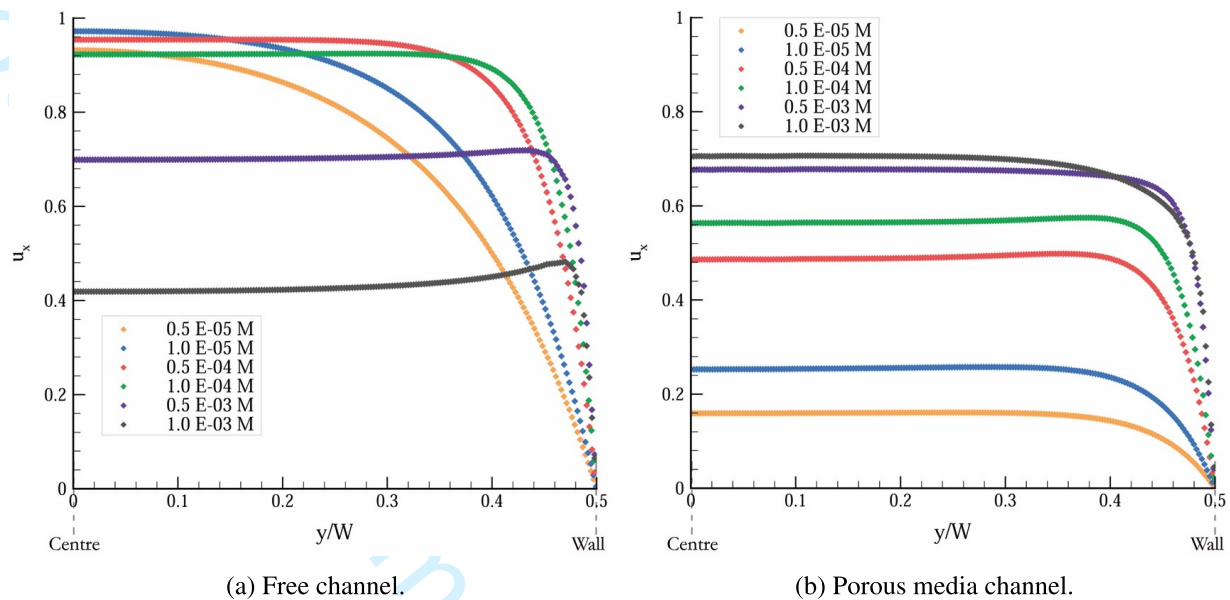 1
0.8
0.6
0.4
0.2
0
u_x
0.5 E-05 M
1.0 E-05 M
0.5 E-04 M
1.0 E-04 M
0.5 E-03 M
1.0 E-03 M
0 0.1 0.2 0.3 0.4 0.5
y/W
Centre Wall
(a) Free channel.
1
0.8
0.6
0.4
0.2
0
u_x
0.5 E-05 M
1.0 E-05 M
0.5 E-04 M
1.0 E-04 M
0.5 E-03 M
1.0 E-03 M
0 0.1 0.2 0.3 0.4 0.5
y/W
Centre Wall
(b) Porous media channel.